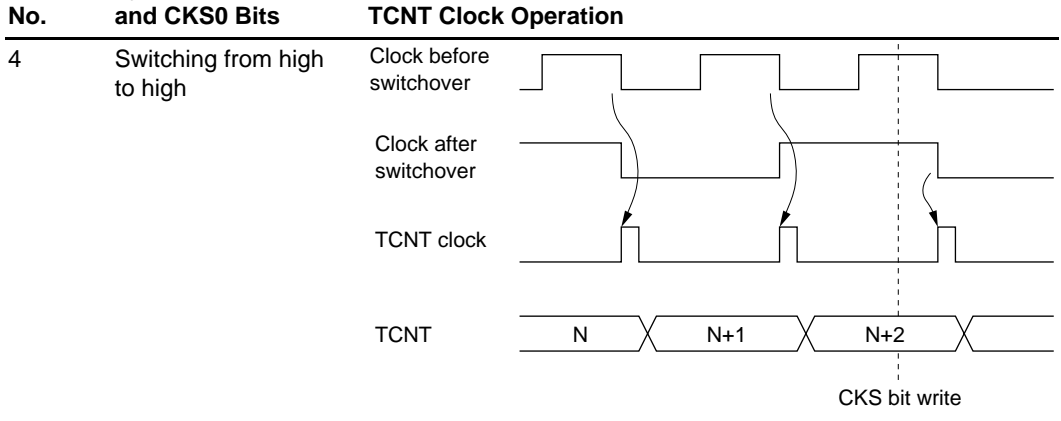 No. and CKS0 Bits TCNT Clock Operation
4 Switching from high Clock before
to high switchover
Clock after
switchover
TCNT clock
TCNT N N+1 N+2
CKS bit write